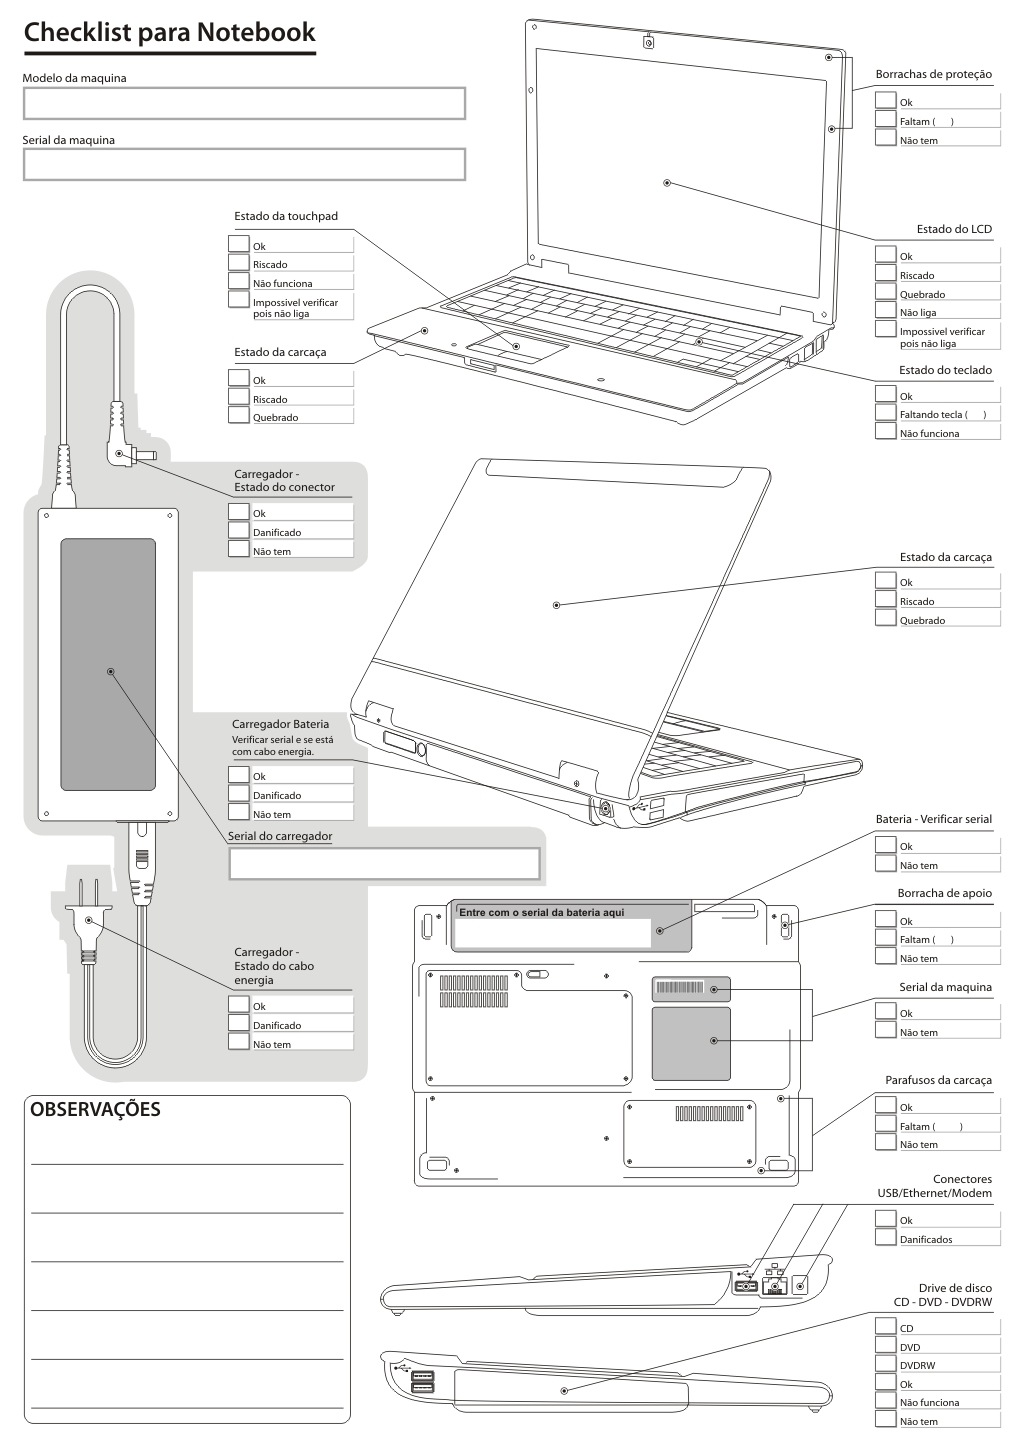 Checklist para Notebook
Modelo da maquina
Serial da maquina
Borrachas de proteção
Ok
Faltam (      )
Não tem
Estado da touchpad
Ok
Riscado
Não funciona
Impossivel verificar
pois não liga
Estado do LCD
Ok
Riscado
Quebrado
Não liga
Impossivel verificar
pois não liga
Estado da carcaça
Ok
Riscado
Quebrado
Estado do teclado
Ok
Faltando tecla (      )
Não funciona
Carregador -
Estado do conector
Ok
Danificado
Não tem
Estado da carcaça
Ok
Riscado
Quebrado
Carregador Bateria
Verificar serial e se está
com cabo energia.
Ok
Danificado
Não tem
Serial do carregador
Bateria - Verificar serial
Ok
Não tem
Entre com o serial da bateria aqui
Borracha de apoio
Ok
Faltam (      )
Não tem
Carregador -
Estado do cabo
energia
Ok
Danificado
Não tem
Serial da maquina
Ok
Não tem
Parafusos da carcaça
Ok
Faltam (          )
Não tem
OBSERVAÇÕES
Conectores
USB/Ethernet/Modem
Ok
Danificados
Drive de disco
CD - DVD - DVDRW
CD
DVD
DVDRW
Ok
Não funciona
Não tem